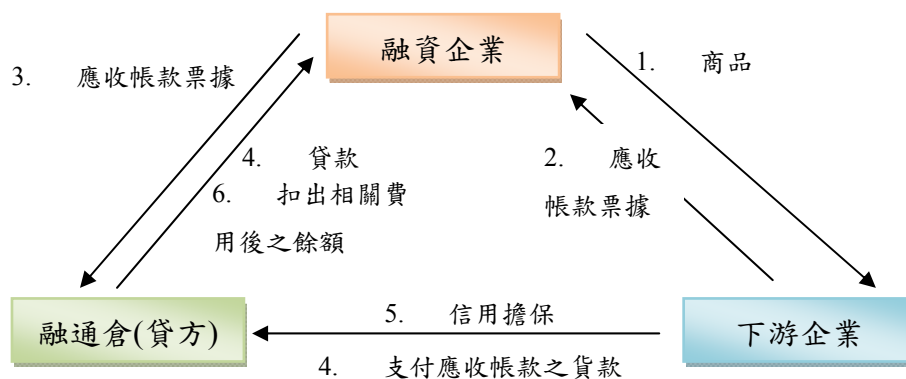 融資企業
3. 應收帳款票據
1. 商品
4. 貸款
2. 應收
帳款票據
6. 扣出相關費
用後之餘額
融通倉(貸方)
5. 信用擔保
下游企業
4. 支付應收帳款之貨款